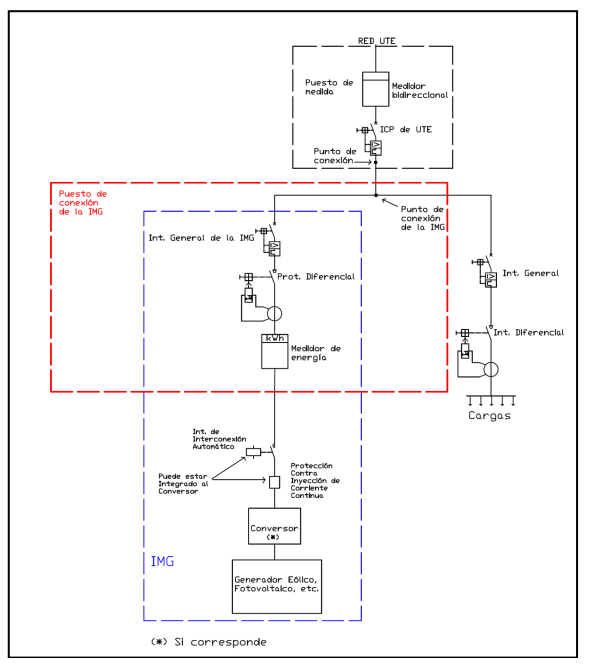 RED UTE
Puesto de
medida
Medidor
bidireccional
ICP de UTE
Punto de
conexión
Puesto de
conexión
de la IMG
Punto de
conexión
de la IMG
Int. General de la IMG
Int. General
Prot. Diferencial
Int. Diferencial
kWh
Medidor de
energía
Cargas
Int. de
Interconexión
Automático
Puede estar
Integrado al
Conversor
Protección
Contra
Inyección de
Corriente
Continua
Conversor
(*)
IMG
Generador Eólico,
Fotovoltaico, etc.
(*) Si corresponde